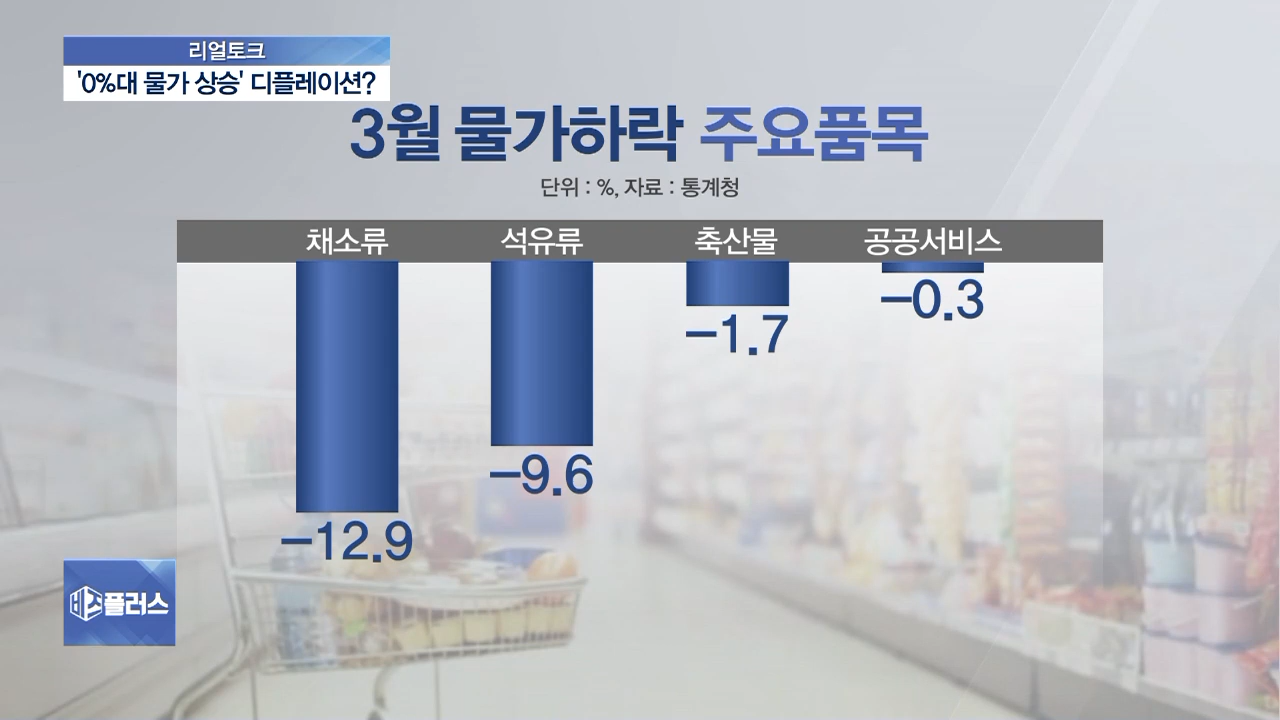 리얼토크
'0%대 물가 상승' 디플레이션?
3월 물가하락 주요품목
단위 : %, 자료 : 통계청
채소류 석유류 축산물 공공서비스
-12.9 -9.6 -1.7 -0.3
비즈플러스